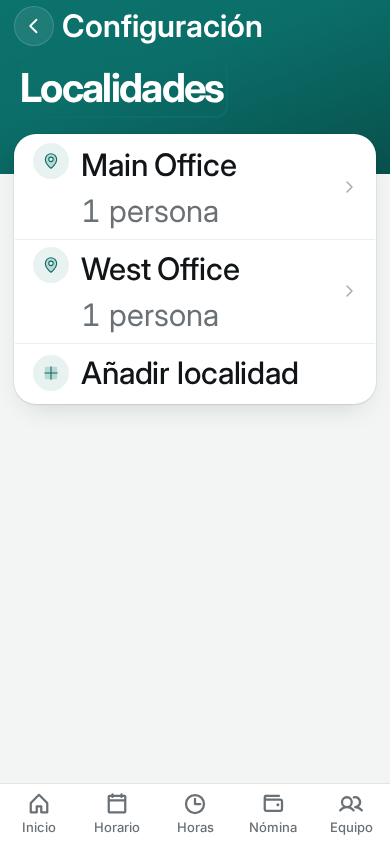 Configuración
Localidades
Main Office
1 persona
West Office
1 persona
Añadir localidad
Inicio
Horario
Horas
Nómina
Equipo